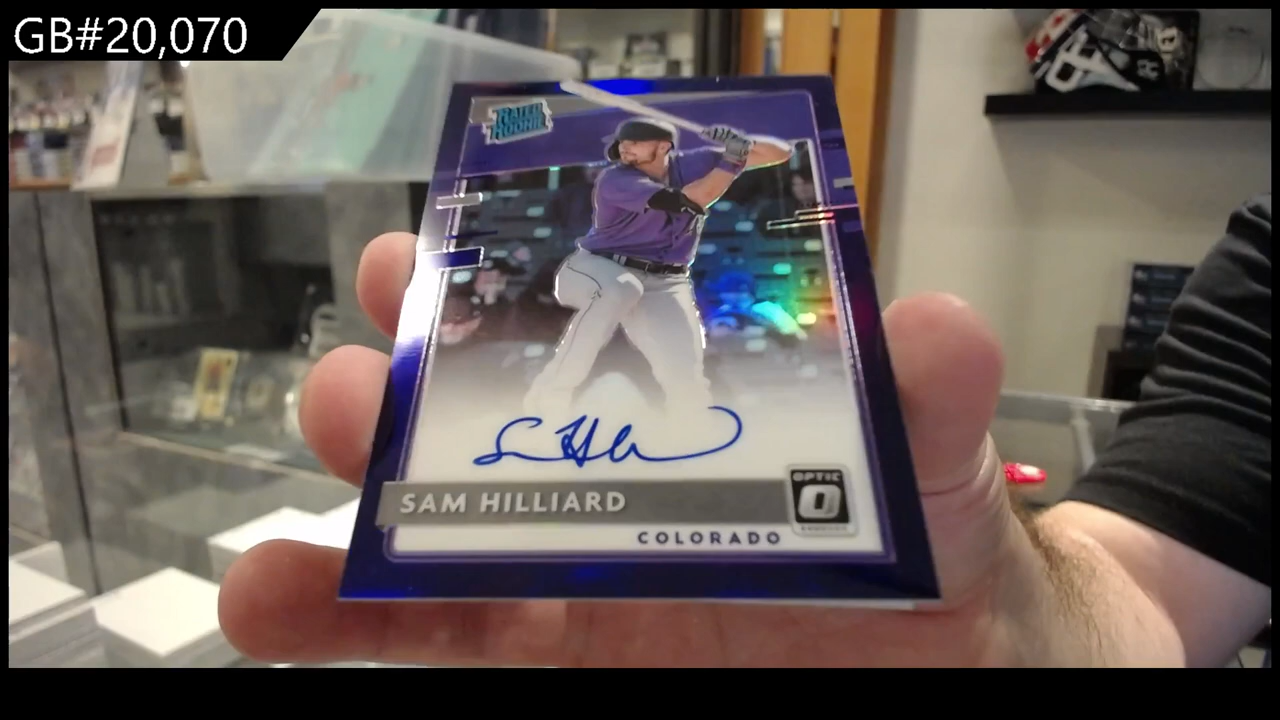 GB#20,070
RATED
ROOKIE
SAM HILLIARD
OPTIC
COLORADO